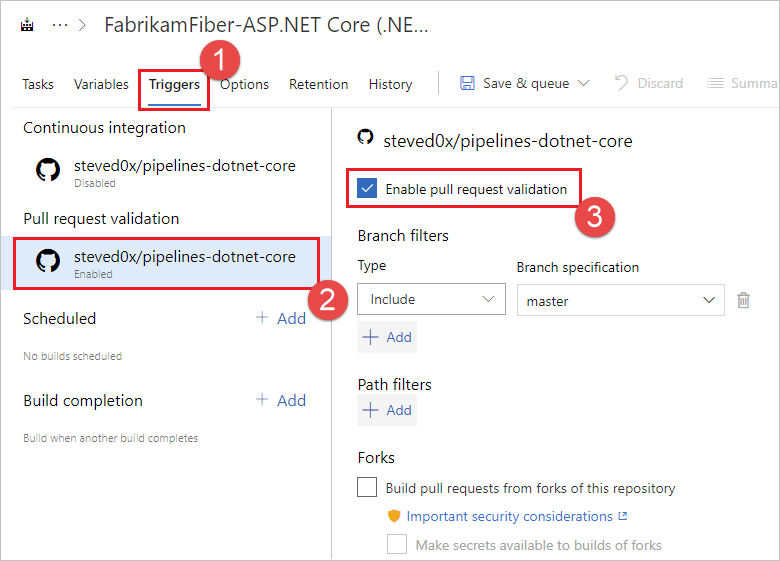 ··· > FabrikamFiber-ASP.NET Core (.NE...
1
Tasks Variables Triggers Options Retention History Save & queue Discard Summa
Continuous integration
steved0x/pipelines-dotnet-core
Disabled
Pull request validation
steved0x/pipelines-dotnet-core
Enabled
2
Scheduled + Add
No builds scheduled
Build completion + Add
Build when another build completes
steved0x/pipelines-dotnet-core
Enable pull request validation
3
Branch filters
Type Branch specification
Include master
+ Add
Path filters
+ Add
Forks
Build pull requests from forks of this repository
Important security considerations
Make secrets available to builds of forks